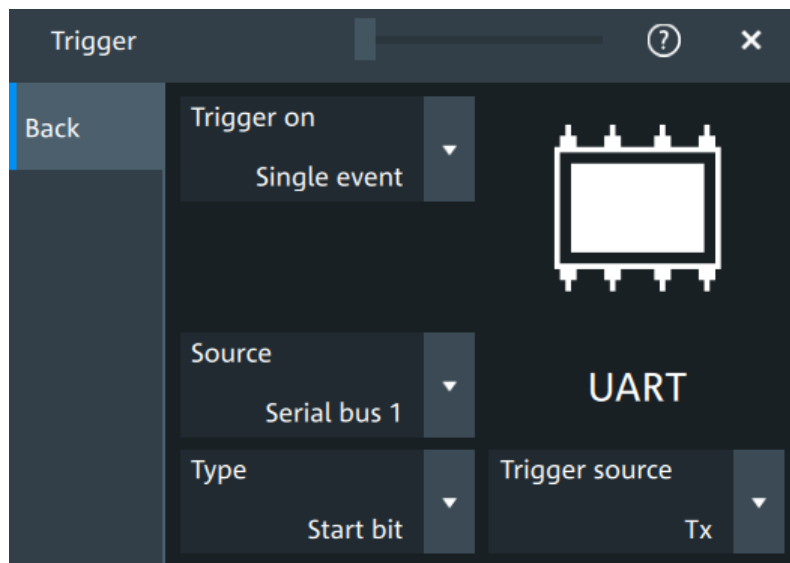 Trigger
?
Back
Trigger on
Single event
Source
Serial bus 1
UART
Type
Start bit
Trigger source
Tx